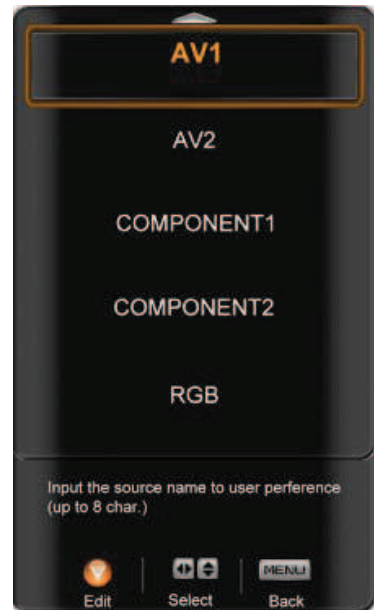 AV1
AV2
COMPONENT1
COMPONENT2
RGB
Input the source name to user perference
(up to 8 char.)
MENU
Edit Select Back